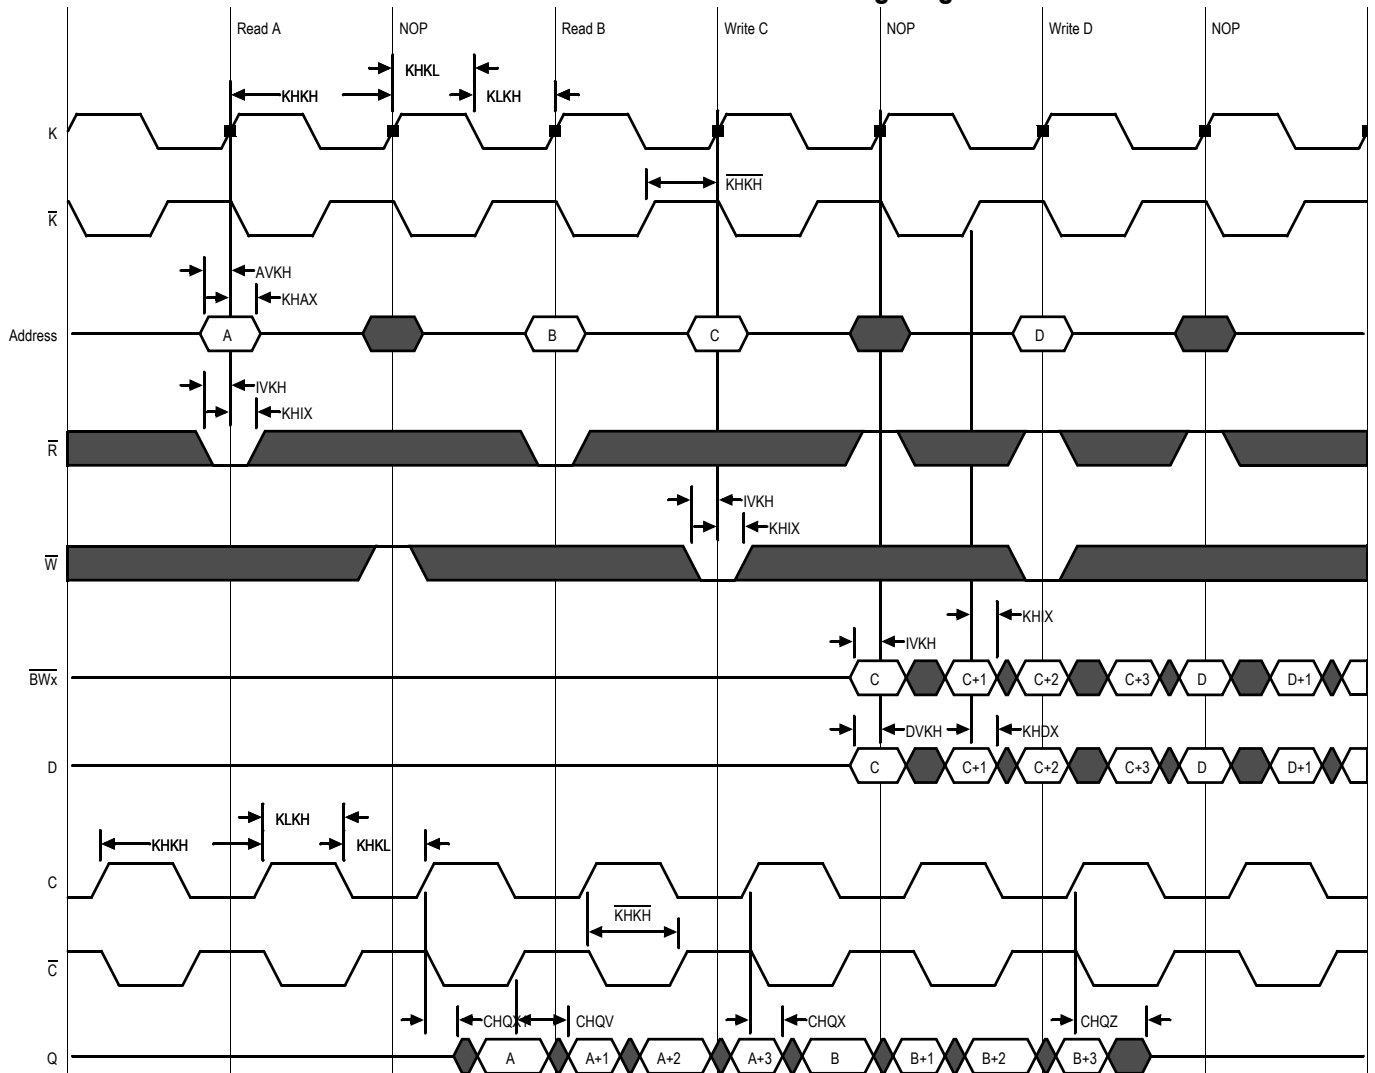 Read A NOP Read B Write C NOP Write D NOP
KHKL
KHKH KLKH
K
KHKH
K
AVKH
KHAX
Address A B C D
IVKH
KHIX
R
IVKH
KHIX
W
KHIX
IVKH
BWx C C+1 C+2 C+3 D D+1
DVKH KHDX
D C C+1 C+2 C+3 D D+1
KLKH
KHKH KHKL
C
KHKH
C
CHQX1 CHQV CHQX CHQZ
Q A A+1 A+2 A+3 B B+1 B+2 B+3